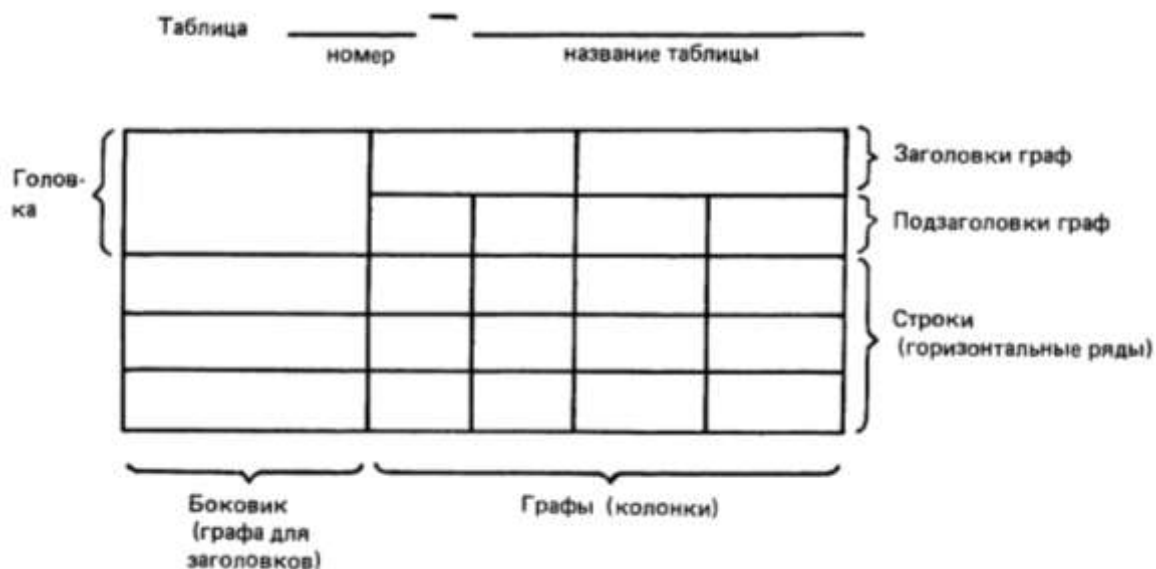 Таблица — 
номер название таблицы
Заголовки граф
Голов-
ка
Подзаголовки граф
Строки
(горизонтальные ряды)
Боковик
(графа для
заголовков)
Графы (колонки)